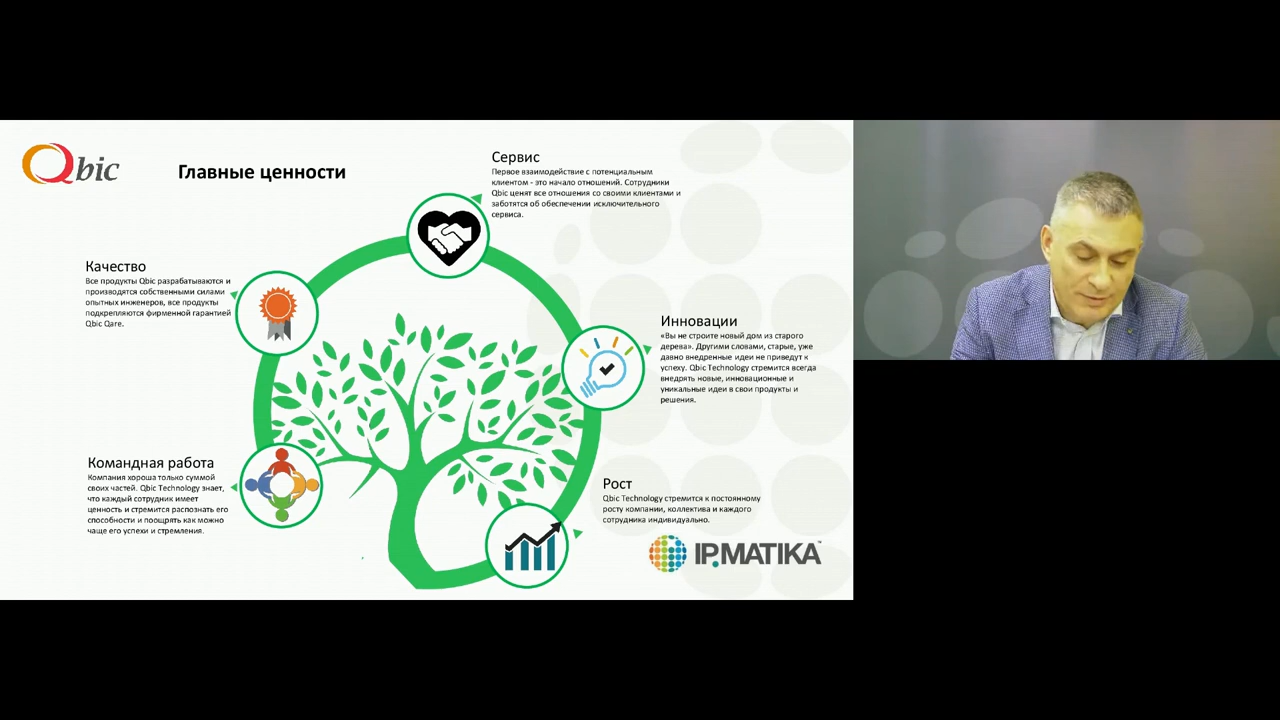 Qbic
Главные ценности
Сервис
Первое взаимодействие с потенциальным
клиентом - это начало отношений. Сотрудники
Qbic ценят все отношения со своими клиентами и
заботятся об обеспечении исключительного
сервиса.
Качество
Все продукты Qbic разрабатываются и
производятся собственными силами
опытных инженеров, все продукты
подкрепляются фирменной гарантией
Qbic Qare.
Инновации
«Вы не строите новый дом из старого
дерева». Другими словами, старые, уже
давно внедренные идеи не приведут к
успеху. Qbic Technology стремится всегда
внедрять новые, инновационные и
уникальные идеи в свои продукты и
решения.
Командная работа
Компания хороша только суммой
своих частей. Qbic Technology знает,
что каждый сотрудник имеет
ценность и стремится распознать его
способности и поощрять как можно
чаще его успехи и стремления.
Рост
Qbic Technology стремится к постоянному
росту компании, коллектива и каждого
сотрудника индивидуально.
IPMATIKA™